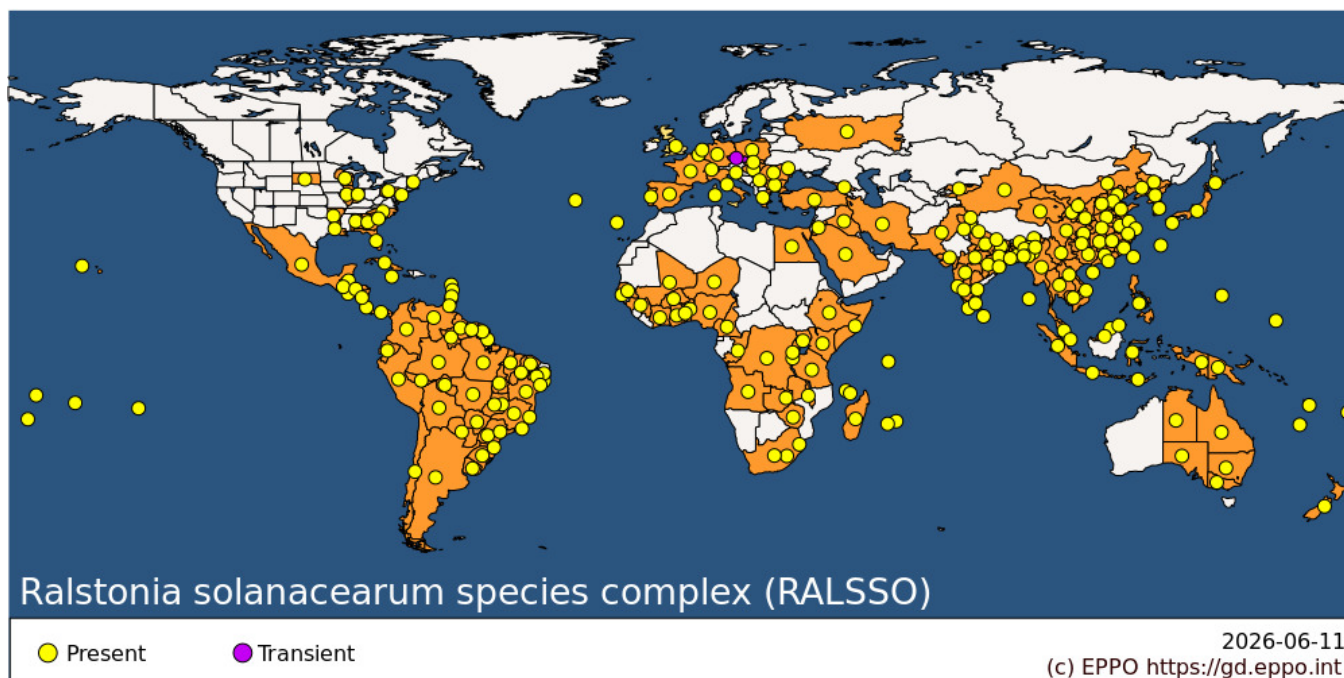 Ralstonia solanacearum species complex (RALSSO)
Present
Transient
2026-06-11
(c) EPPO https://gd.eppo.int